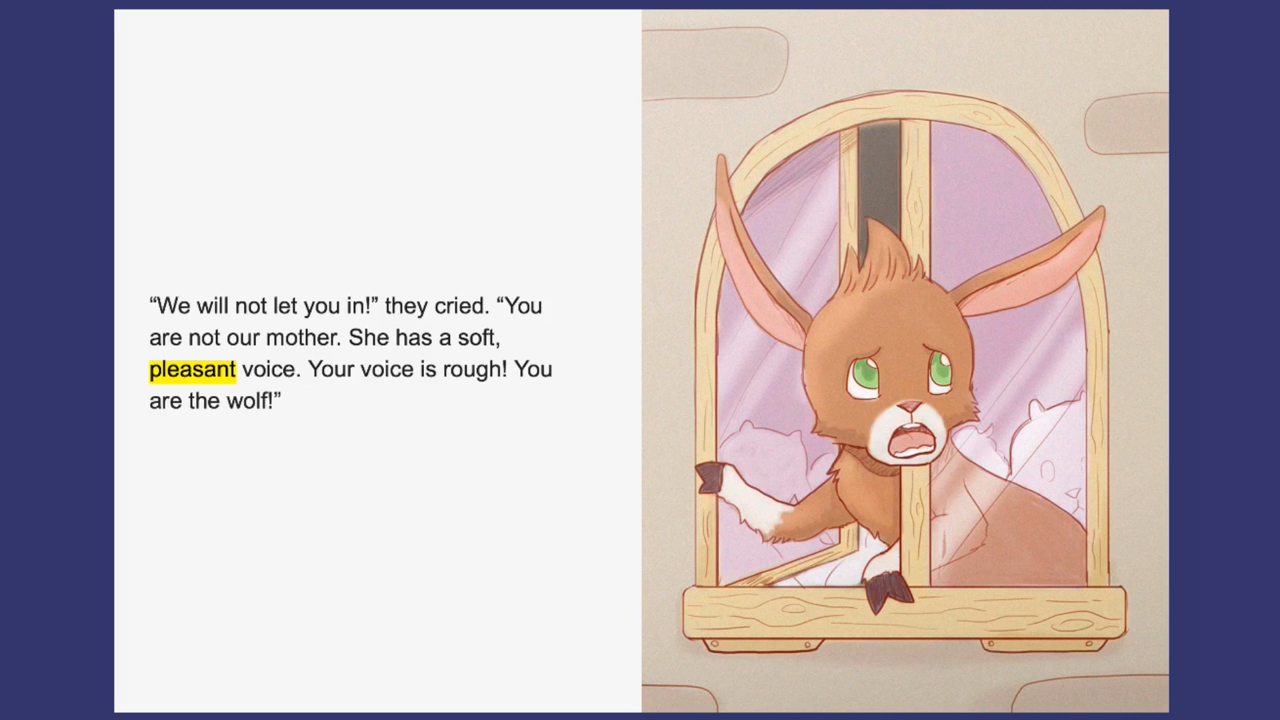 “We will not let you in!” they cried. “You
are not our mother. She has a soft,
pleasant voice. Your voice is rough! You
are the wolf!”